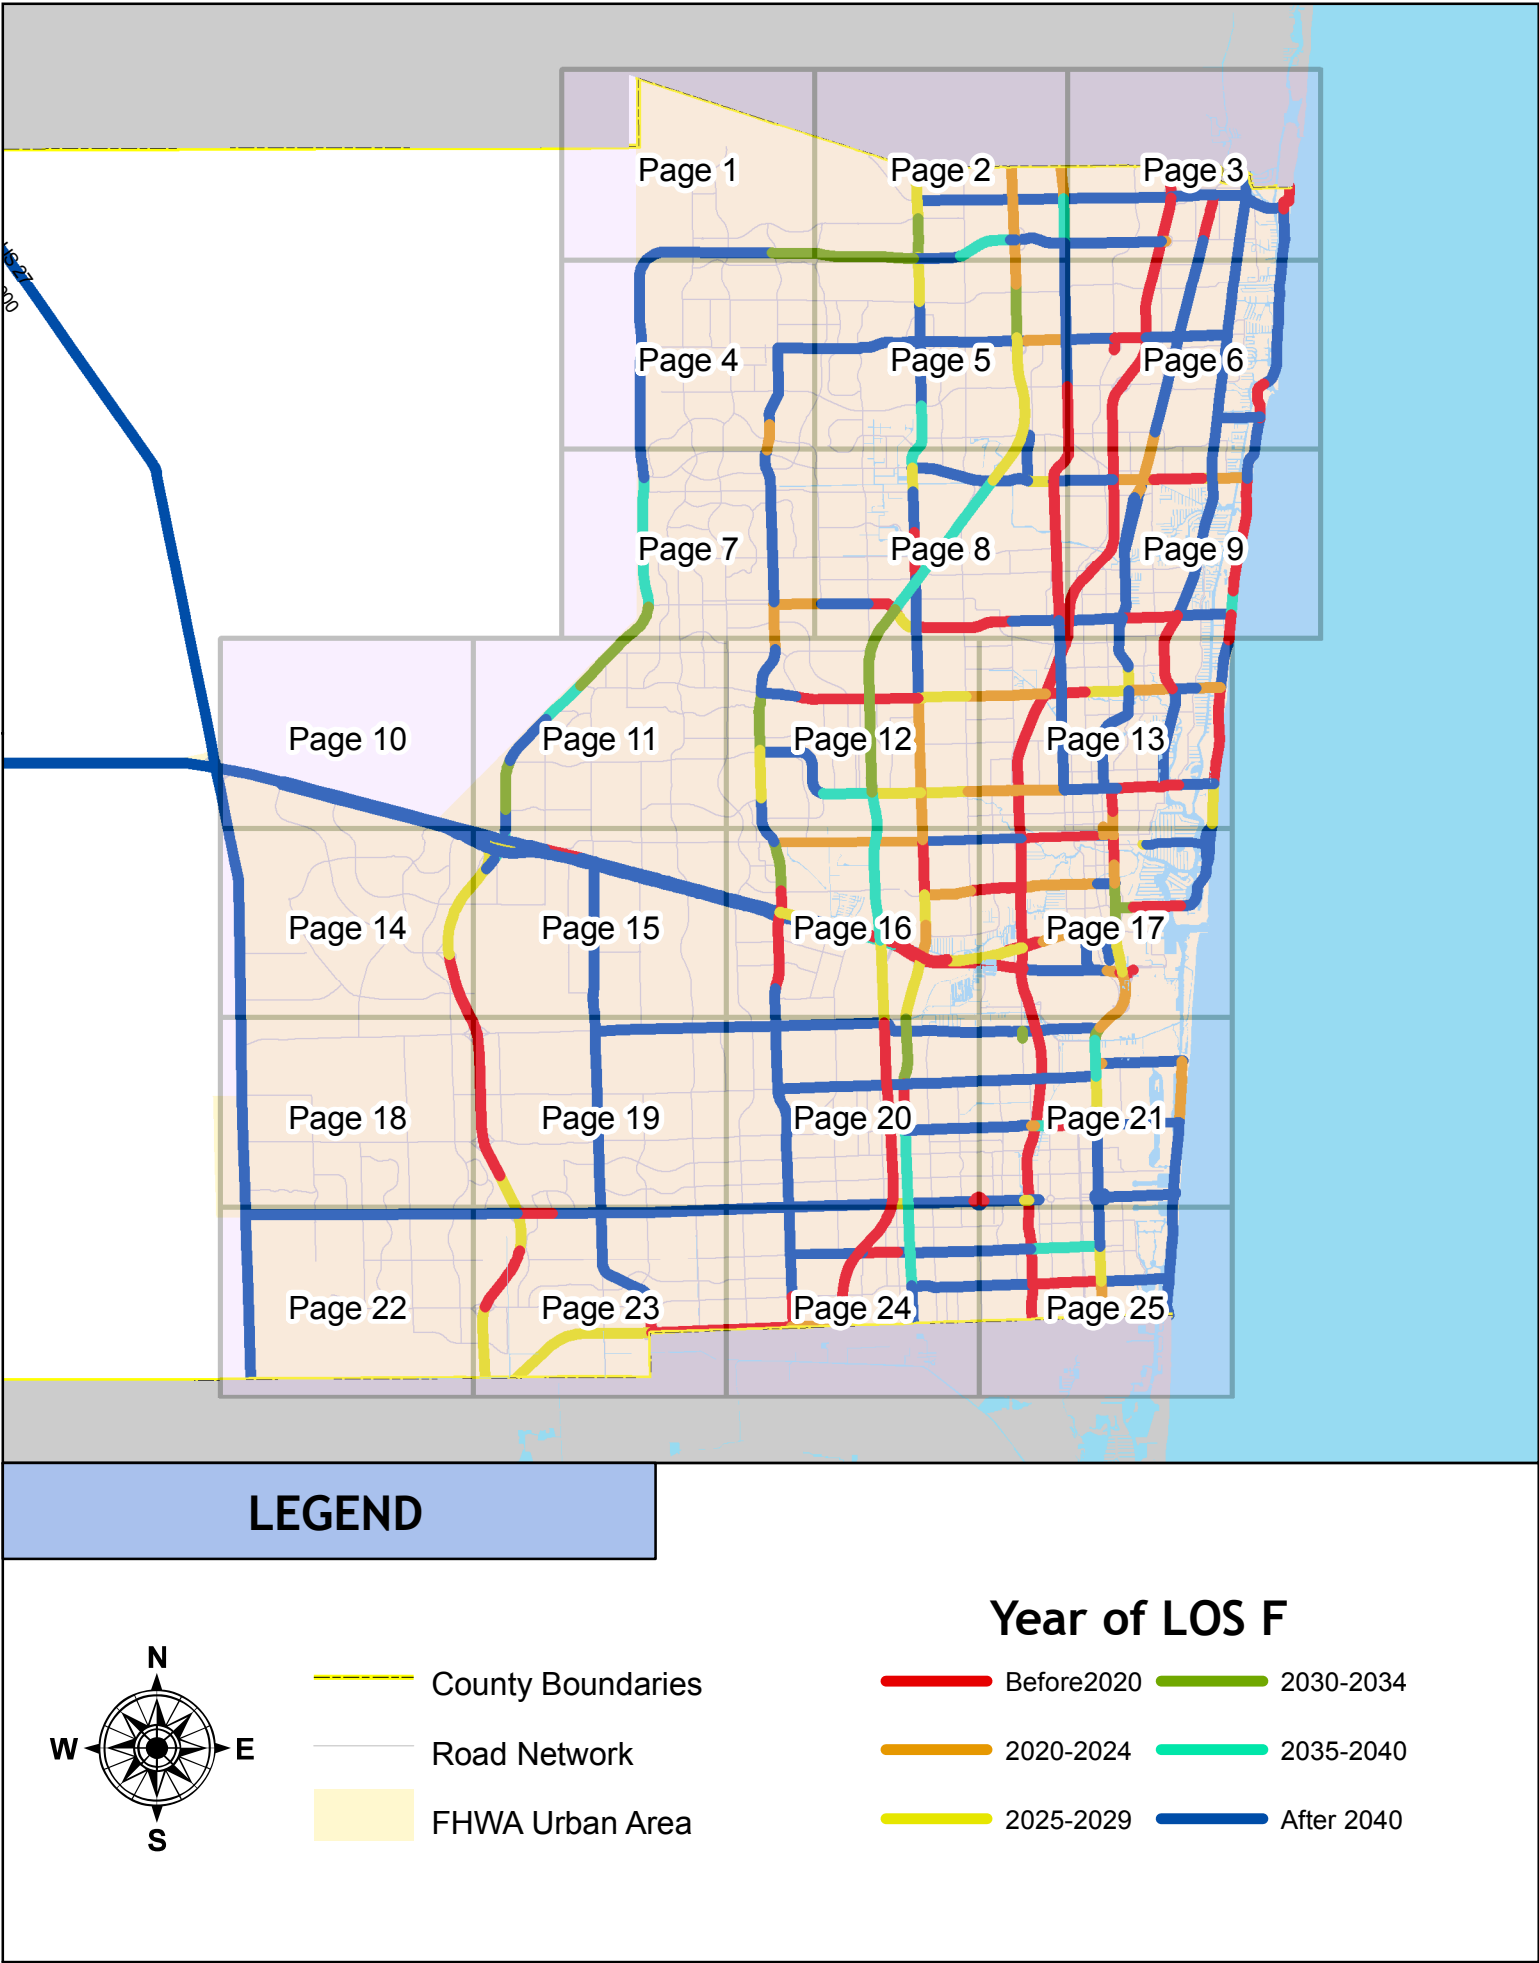 Page 1
Page 2
Page 3
US 27
Page 4
Page 5
Page 6
Page 7
Page 8
Page 9
Page 10
Page 11
Page 12
Page 13
Page 14
Page 15
Page 16
Page 17
Page 18
Page 19
Page 20
Page 21
Page 22
Page 23
Page 24
Page 25
LEGEND
N
W
E
S
County Boundaries
Road Network
FHWA Urban Area
Year of LOS F
Before2020
2030-2034
2020-2024
2035-2040
2025-2029
After 2040